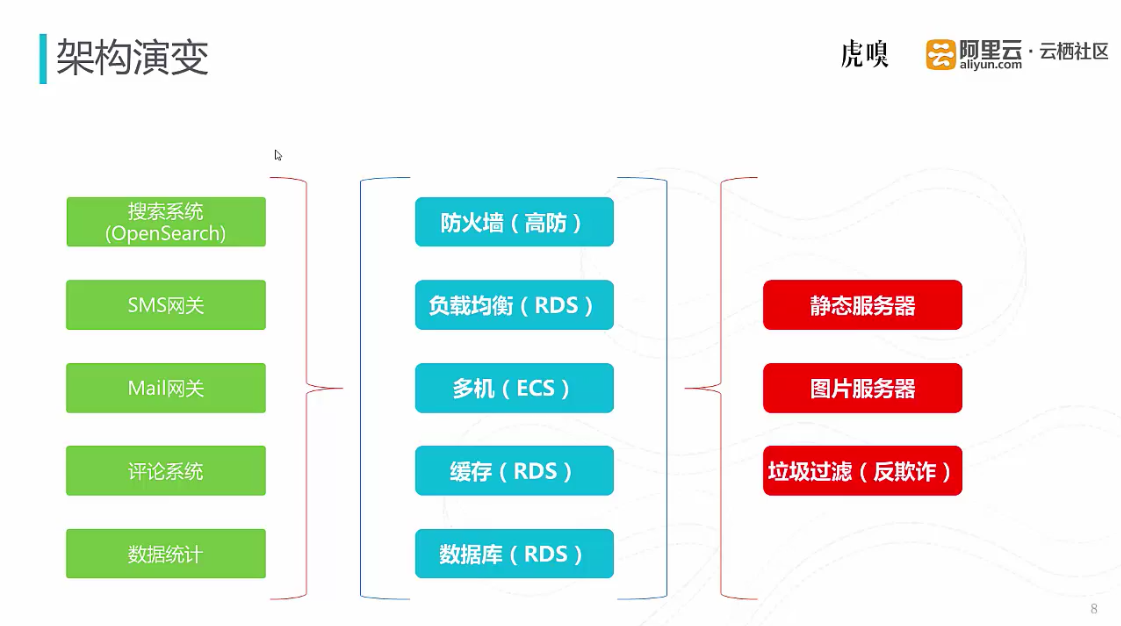 架构演变
虎嗅
阿里云 · 云栖社区
aliyun.com
搜索系统
(OpenSearch)
SMS网关
Mail网关
评论系统
数据统计
防火墙（高防）
负载均衡（RDS）
多机（ECS）
缓存（RDS）
数据库（RDS）
静态服务器
图片服务器
垃圾过滤（反欺诈）
8